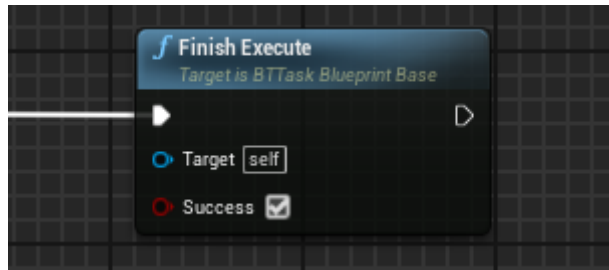 Finish Execute
Target is BTTask Blueprint Base
Target self
Success